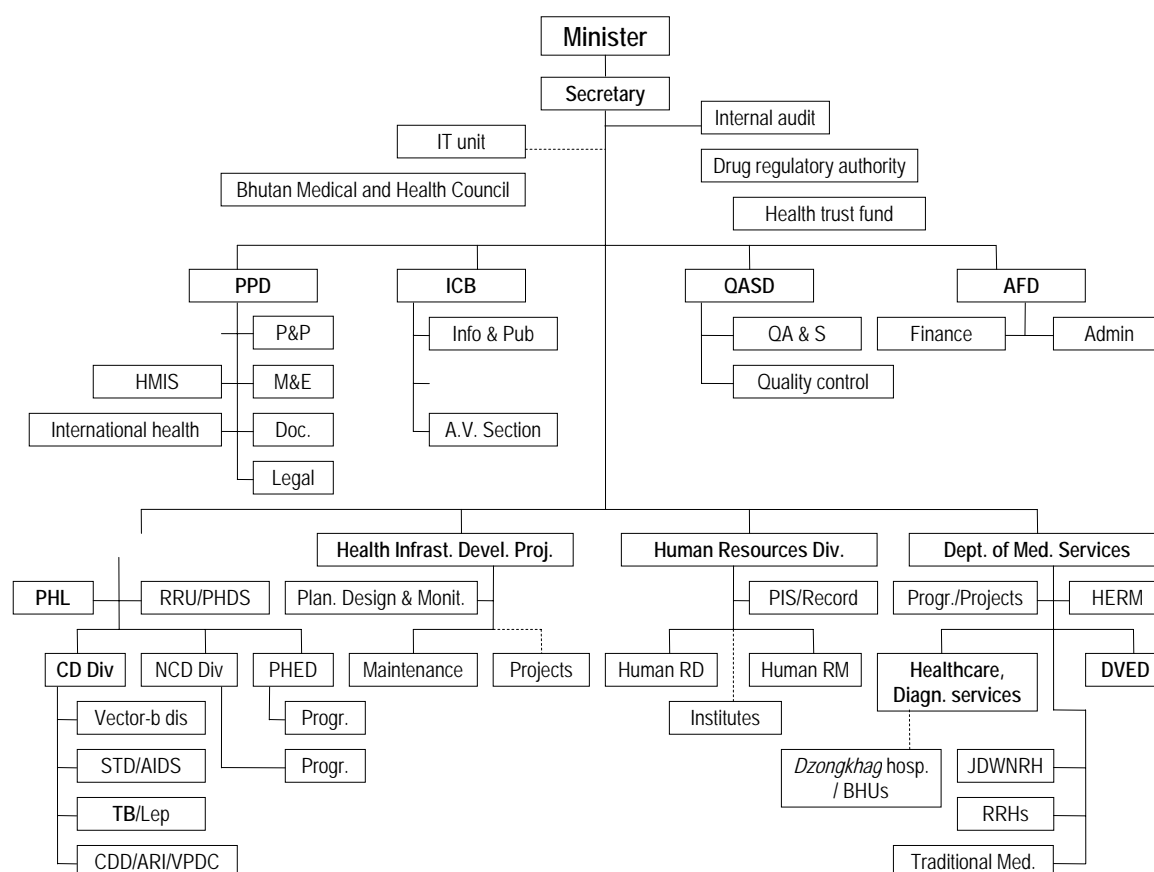 Minister
Secretary
Internal audit
IT unit
Drug regulatory authority
Bhutan Medical and Health Council
Health trust fund
PPD
ICB
QASD
AFD
P&P
Info & Pub
QA & S
Finance
Admin
HMIS
M&E
Quality control
International health
Doc.
A.V. Section
Legal
Health Infrast. Devel. Proj.
Human Resources Div.
Dept. of Med. Services
PHL
RRU/PHDS
Plan. Design & Monit.
PIS/Record
Progr./Projects
HERM
CD Div
NCD Div
PHED
Maintenance
Projects
Human RD
Human RM
Healthcare,
Diagn. services
DVED
Vector-b dis
Progr.
Institutes
STD/AIDS
Progr.
Dzongkhag hosp.
/ BHUs
JDWNRH
TB/Lep
RRHs
CDD/ARI/VPDC
Traditional Med.